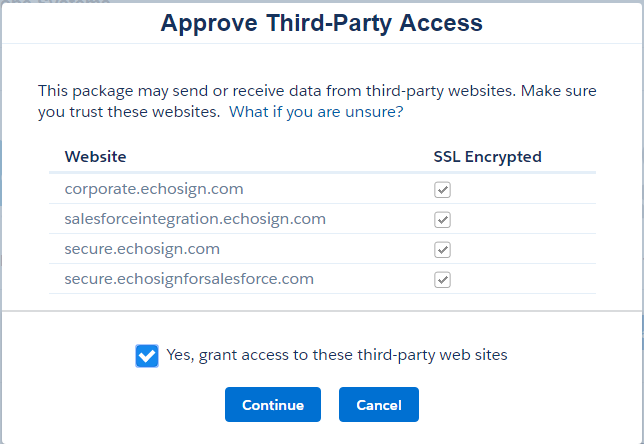 Approve Third-Party Access
This package may send or receive data from third-party websites. Make sure
you trust these websites. What if you are unsure?
Website SSL Encrypted
corporate.echosign.com
salesforceintegration.echosign.com
secure.echosign.com
secure.echosignforsalesforce.com
Yes, grant access to these third-party web sites
Continue Cancel